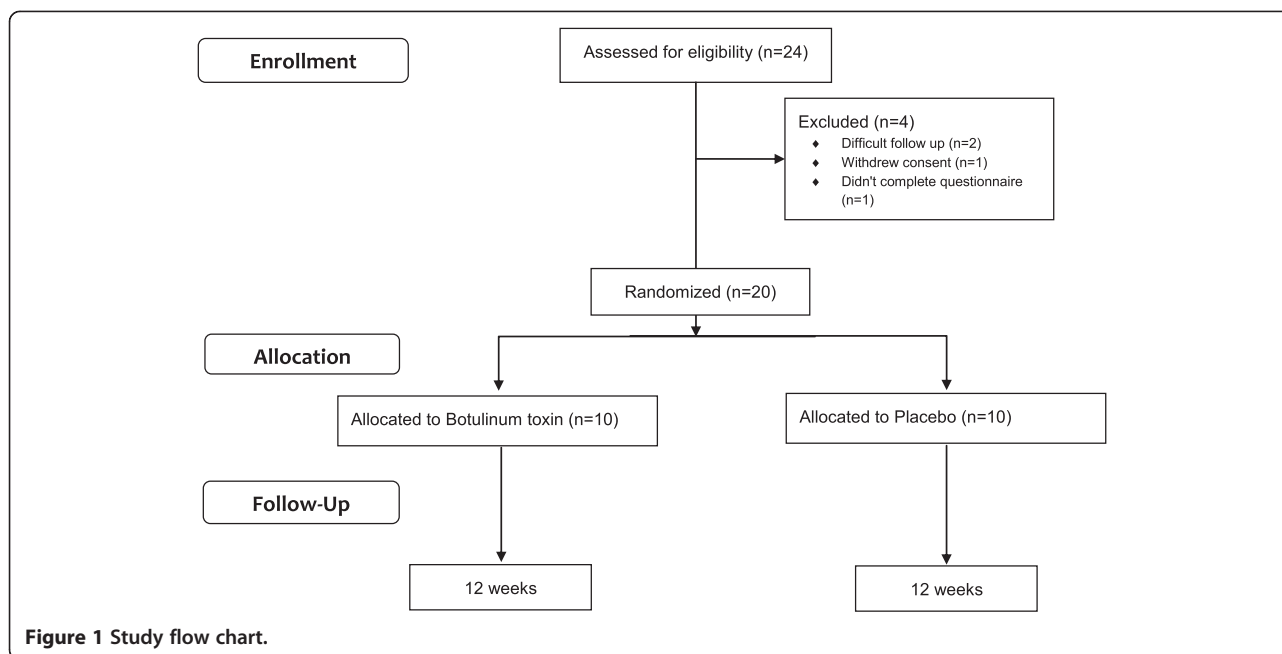 Enrollment
Assessed for eligibility (n=24)
Excluded (n=4)
♦ Difficult follow up (n=2)
♦ Withdrew consent (n=1)
♦ Didn't complete questionnaire
(n=1)
Randomized (n=20)
Allocation
Allocated to Botulinum toxin (n=10)
Allocated to Placebo (n=10)
Follow-Up
12 weeks
12 weeks
Figure 1 Study flow chart.